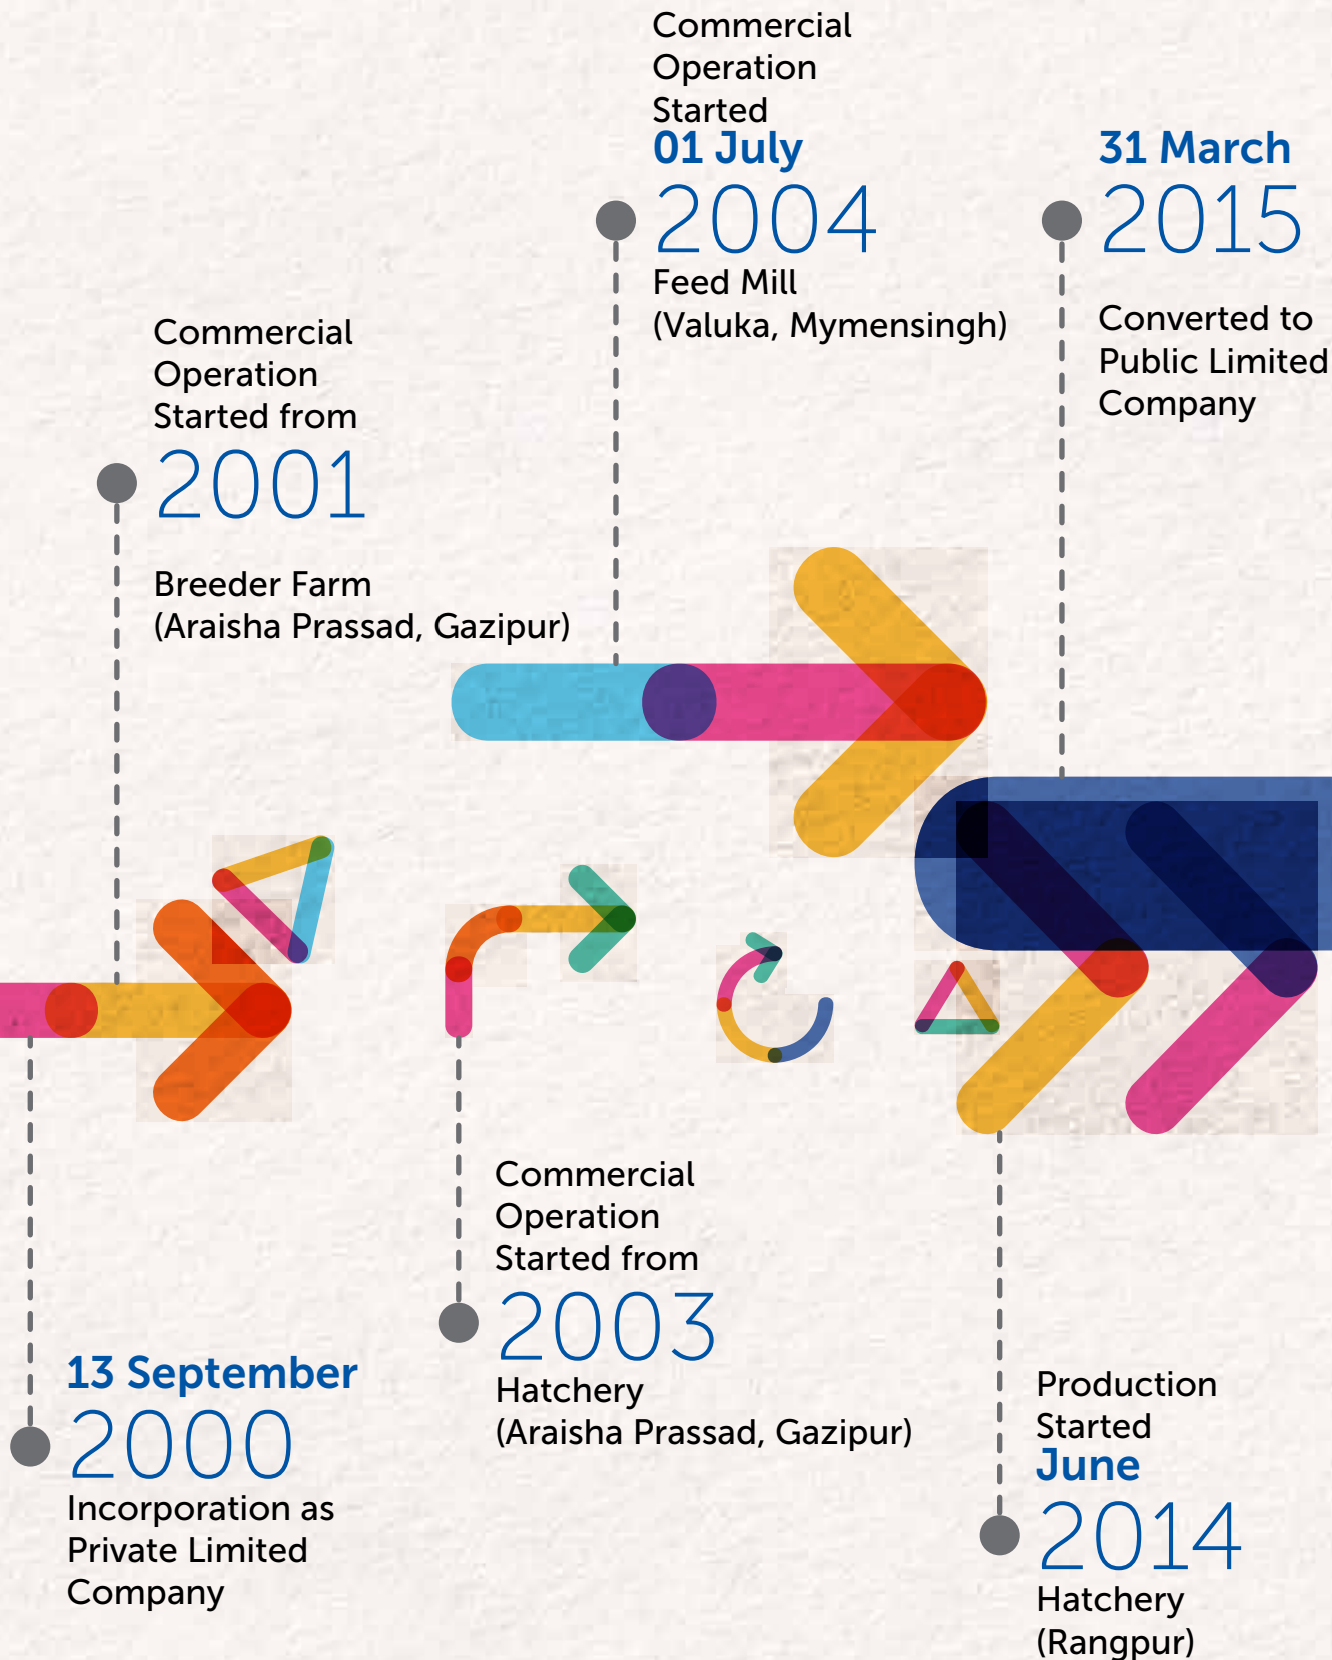 Commercial
Operation
Started
01 July
2004
Feed Mill
(Valuka, Mymensingh)
31 March
2015
Converted to
Public Limited
Company
Commercial
Operation
Started from
2001
Breeder Farm
(Araisha Prassad, Gazipur)
Commercial
Operation
Started from
2003
Hatchery
(Araisha Prassad, Gazipur)
13 September
2000
Incorporation as
Private Limited
Company
Production
Started
June
2014
Hatchery
(Rangpur)